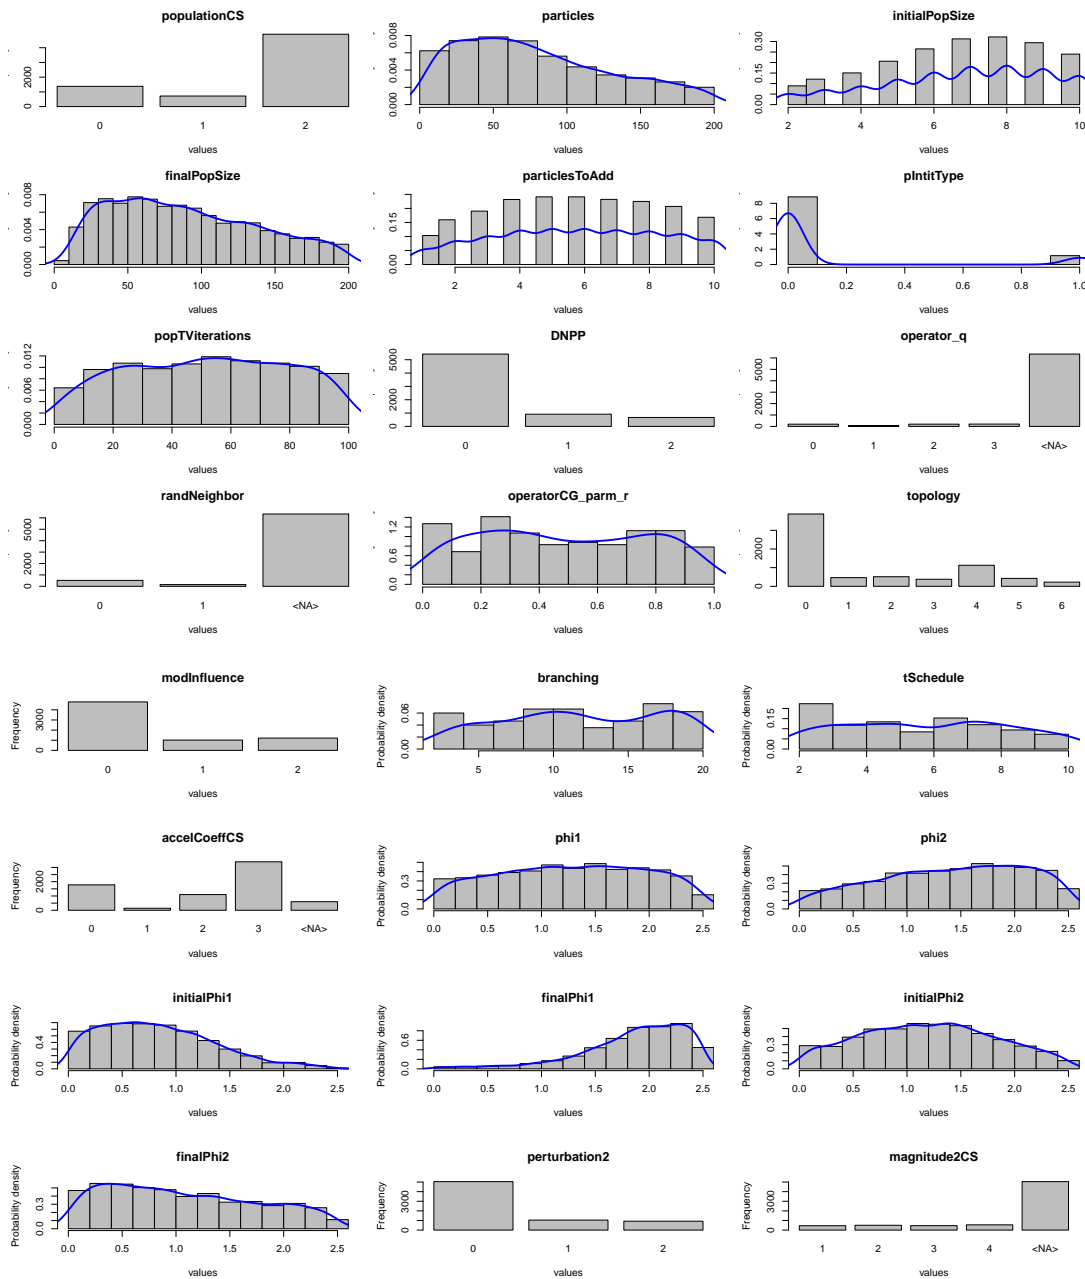 populationCS
0 2000
0 1 2
values
particles
0.000 0.004 0.008
0 50 100 150 200
values
initialPopSize
0.00 0.15 0.30
2 4 6 8 10
values
finalPopSize
0.000 0.004 0.008
0 50 100 150 200
values
particlesToAdd
0.00 0.15
2 4 6 8 10
values
pIntitType
0 2 4 6 8
0.0 0.2 0.4 0.6 0.8 1.0
values
popTViterations
0.000 0.006 0.012
0 20 40 60 80 100
values
DNPP
0 2000 5000
0 1 2
values
operator_q
0 2000 5000
0 1 2 3 <NA>
values
randNeighbor
0 2000 5000
0 1 <NA>
values
operatorCG_parm_r
0.0 0.6 1.2
0.0 0.2 0.4 0.6 0.8 1.0
values
topology
0 2000
0 1 2 3 4 5 6
values
modInfluence
Frequency
0 3000
0 1 2
values
branching
Probability density
0.00 0.06
5 10 15 20
values
tSchedule
Probability density
0.00 0.15
2 4 6 8 10
values
accelCoeffCS
Frequency
0 2000
0 1 2 3 <NA>
values
phi1
Probability density
0.0 0.3
0.0 0.5 1.0 1.5 2.0 2.5
values
phi2
Probability density
0.0 0.3
0.0 0.5 1.0 1.5 2.0 2.5
values
initialPhi1
Probability density
0.0 0.4
0.0 0.5 1.0 1.5 2.0 2.5
values
finalPhi1
Probability density
0.0 0.6
0.0 0.5 1.0 1.5 2.0 2.5
values
initialPhi2
Probability density
0.0 0.3
0.0 0.5 1.0 1.5 2.0 2.5
values
finalPhi2
Probability density
0.0 0.3
0.0 0.5 1.0 1.5 2.0 2.5
values
perturbation2
Frequency
0 3000
0 1 2
values
magnitude2CS
Frequency
0 3000
1 2 3 4 <NA>
values